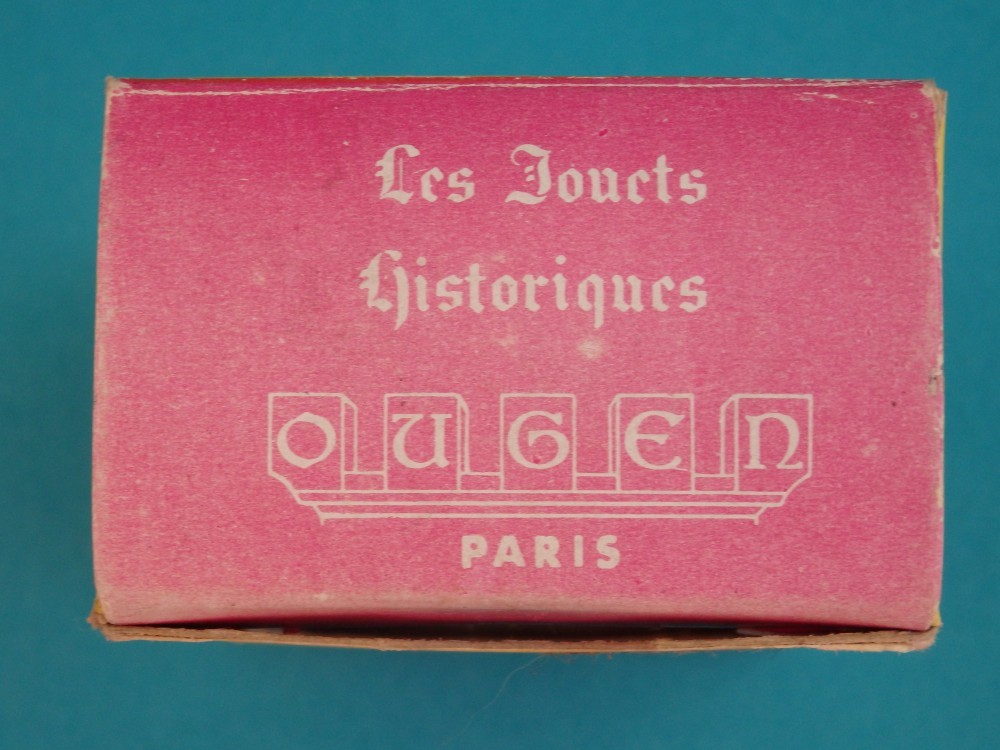 Les Jouets
Historiques
OUGEN
PARIS